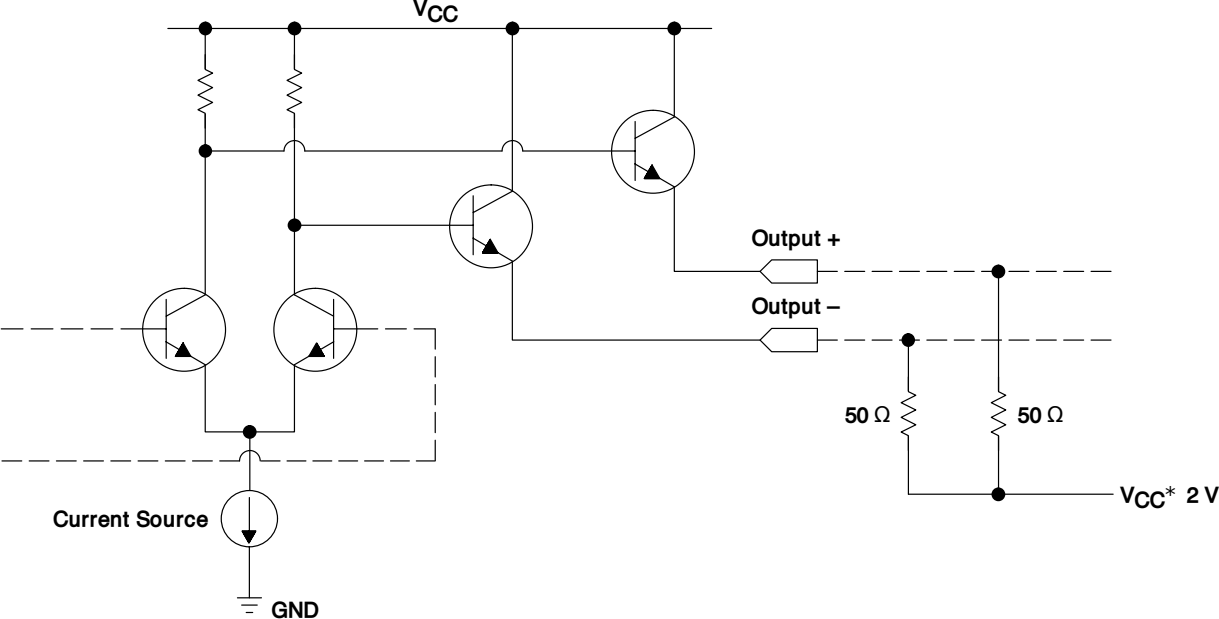 VCC
Output +
Output –
50 Ω
50 Ω
VCC* 2 V
Current Source
GND